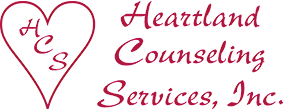 HCS
Heartland
Counseling
Services, Inc.